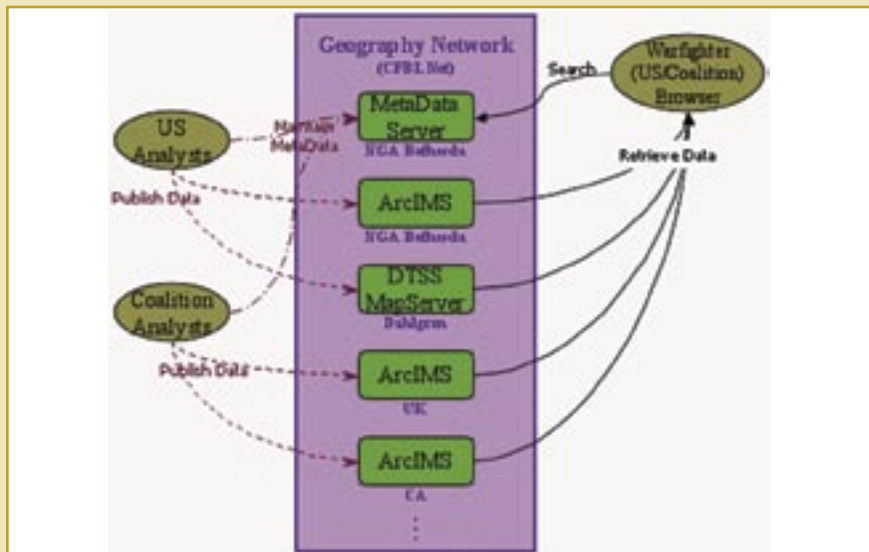 Geography Network
(CFBL Net)
Warfighter
(US/Coalition)
Browser
Search
MetaData
Server
NGA Bethesda
US
Analysts
Maintain
MetaData
Retrieve Data
Publish Data
ArcIMS
NGA Bethesda
DTSS
MapServer
Dahlgren
Coalition
Analysts
Publish Data
ArcIMS
UK
ArcIMS
CA